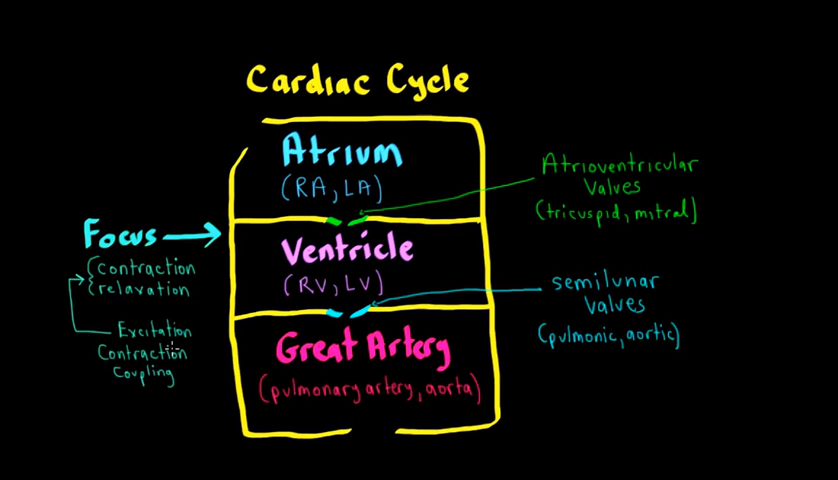 Cardiac Cycle
Atrium
(RA, LA)
Atrioventricular
Valves
(tricuspid, mitral)
Focus
contraction
relaxation
Ventricle
(RV, LV)
semilunar
valves
(pulmonic, aortic)
Excitation
Contraction
Coupling
Great Artery
(pulmonary artery, aorta)